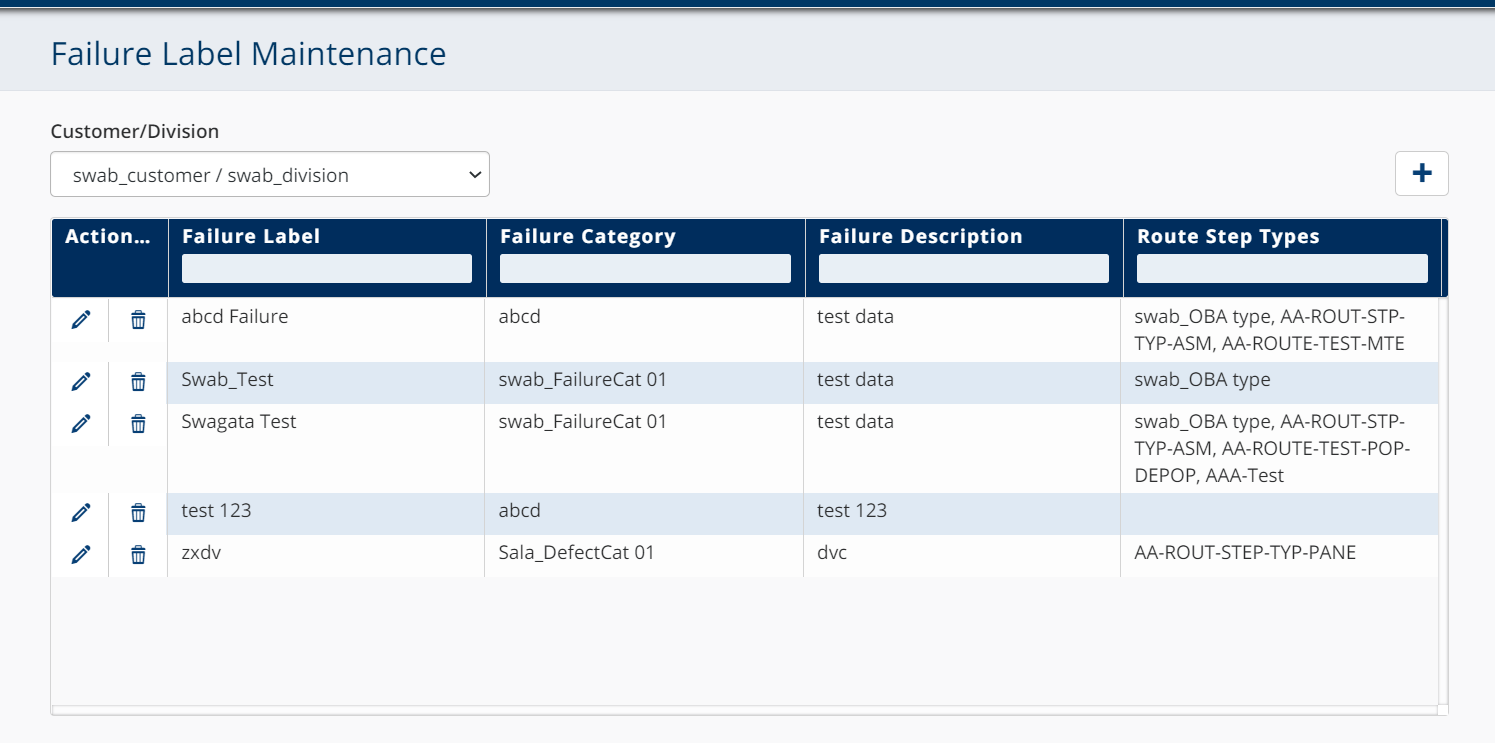 Failure Label Maintenance
Customer/Division
swab_customer / swab_division
Action... Failure Label Failure Category Failure Description Route Step Types
abcd Failure abcd test data swab_OBA type, AA-ROUT-STP-
TYP-ASM, AA-ROUTE-TEST-MTE
Swab_Test swab_FailureCat 01 test data swab_OBA type
Swagata Test swab_FailureCat 01 test data swab_OBA type, AA-ROUT-STP-
TYP-ASM, AA-ROUTE-TEST-POP-
DEPOP, AAA-Test
test 123 abcd test 123
zxdv Sala_DefectCat 01 dvc AA-ROUT-STEP-TYP-PANE